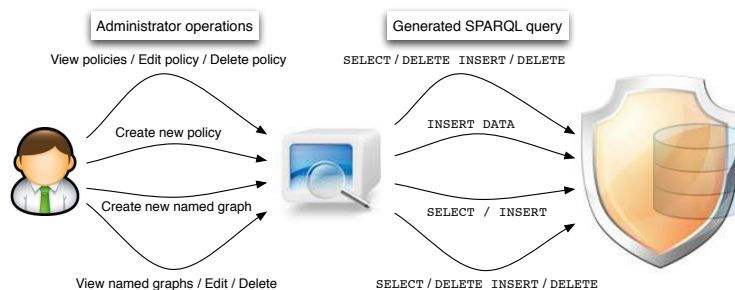 Administrator operations
Generated SPARQL query
View policies / Edit policy / Delete policy
SELECT / DELETE INSERT / DELETE
Create new policy
INSERT DATA
Create new named graph
SELECT / INSERT
View named graphs / Edit / Delete
SELECT / DELETE INSERT / DELETE